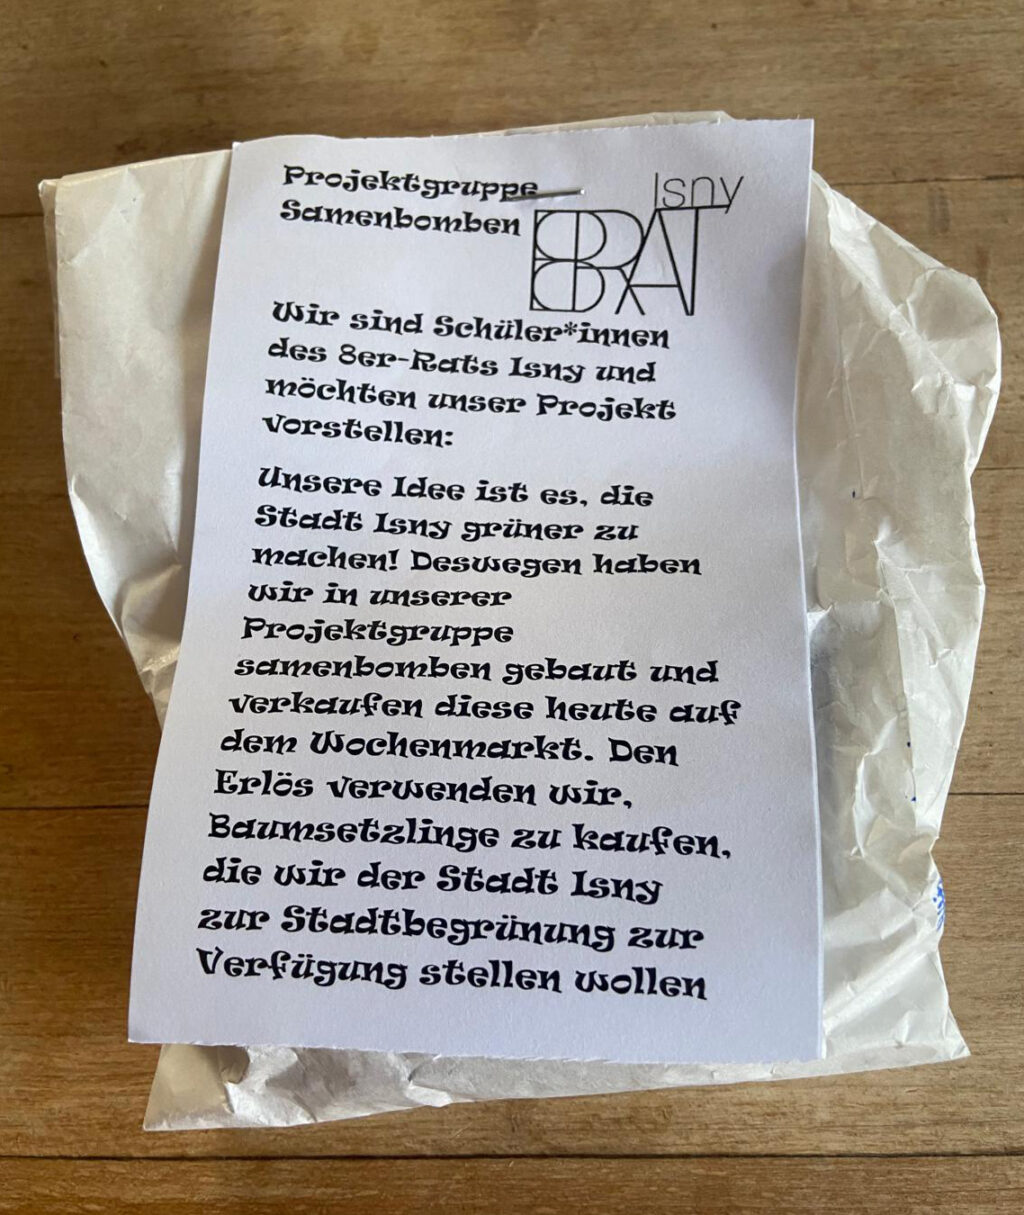 Projektgruppe
Samenbomben
Isny
8RAT
Wir sind Schüler*innen
des 8er-Rats Isny und
möchten unser Projekt
vorstellen:
Unsere Idee ist es, die
Stadt Isny grüner zu
machen! Deswegen haben
wir in unserer
Projektgruppe
samenbomben gebaut und
verkaufen diese heute auf
dem Wochenmarkt. Den
Erlös verwenden wir,
Baumsetzlinge zu kaufen,
die wir der Stadt Isny
zur Stadtbegrünung zur
Verfügung stellen wollen